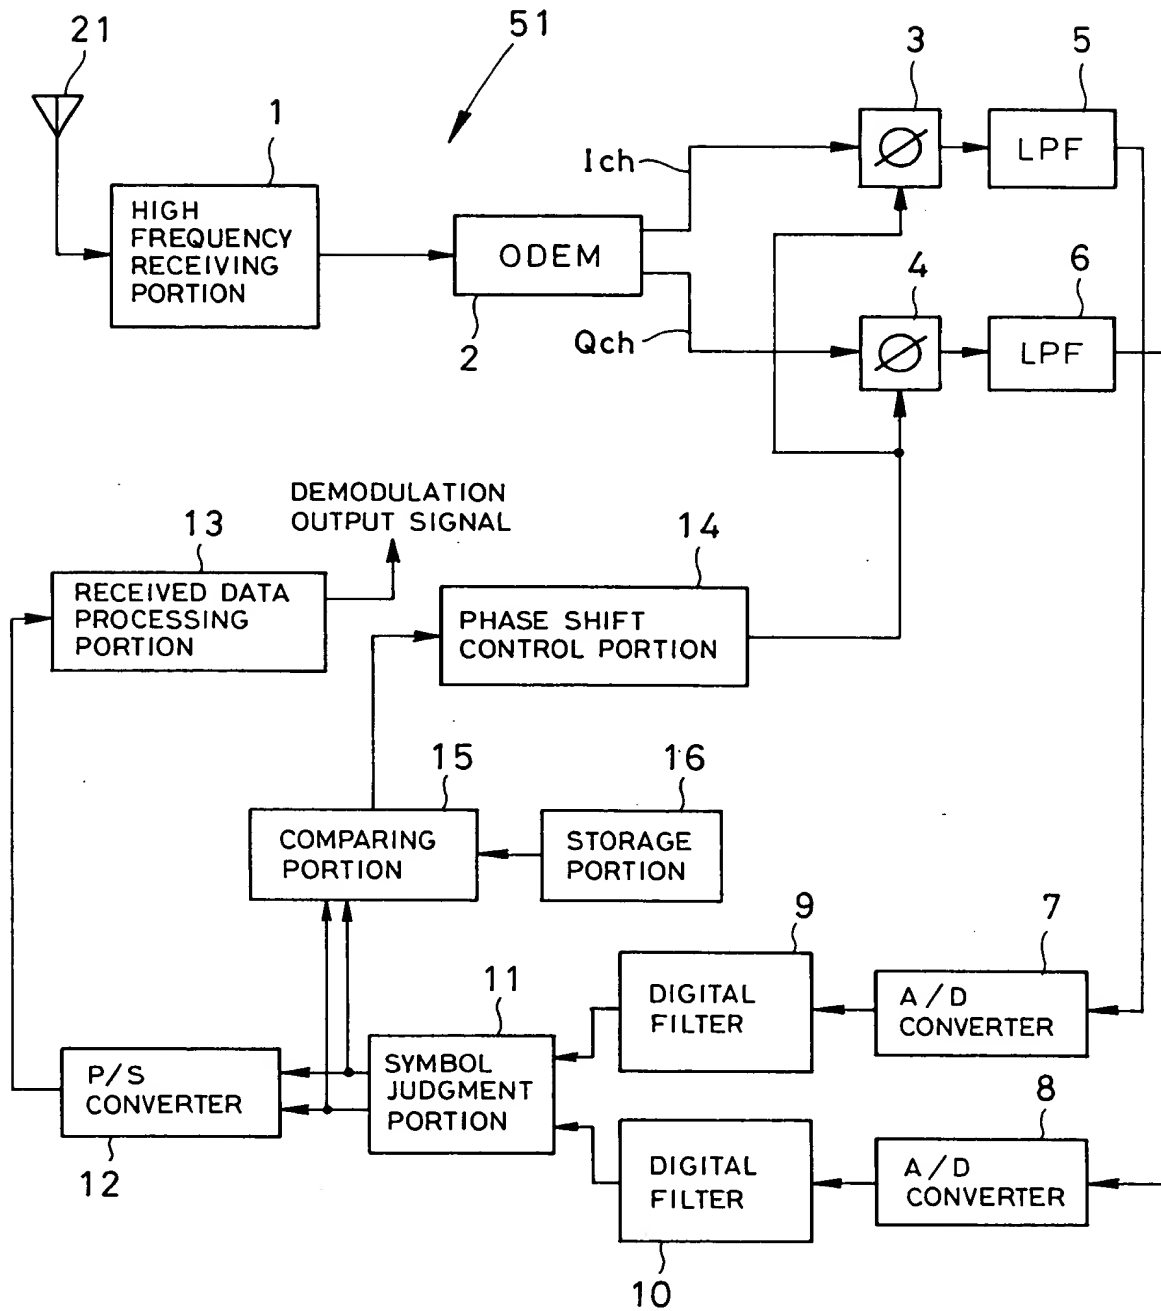 21
51
3
5
1
Ich
LPF
HIGH
FREQUENCY
RECEIVING
PORTION
ODEM
4
6
2
Qch
LPF
DEMODULATION
OUTPUT SIGNAL
13
14
RECEIVED DATA
PROCESSING
PORTION
PHASE SHIFT
CONTROL PORTION
15
16
COMPARING
PORTION
STORAGE
PORTION
9
7
11
DIGITAL
FILTER
A/D
CONVERTER
P/S
CONVERTER
SYMBOL
JUDGMENT
PORTION
8
12
DIGITAL
FILTER
A/D
CONVERTER
10